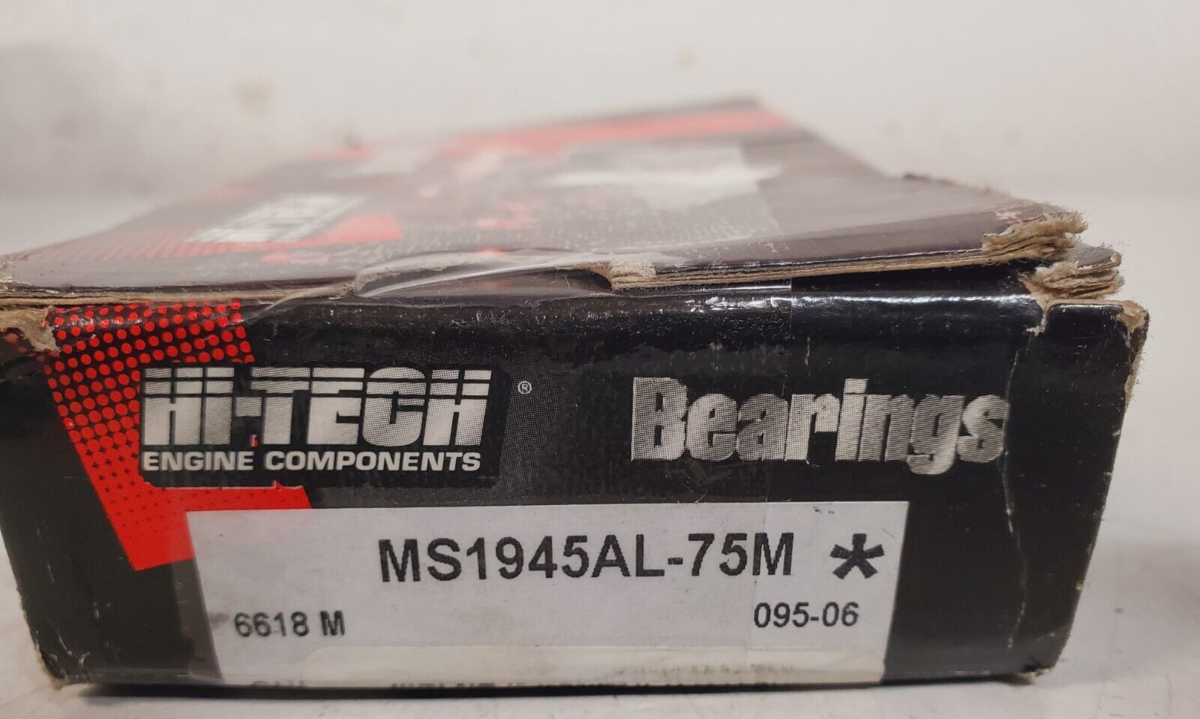 HI-TECH ®
ENGINE COMPONENTS
Bearings
MS1945AL-75M *
6618 M
095-06